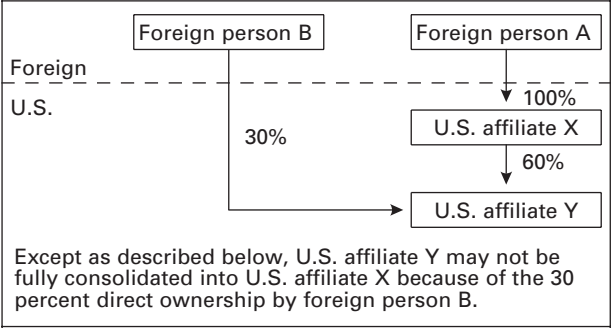 Foreign person B
Foreign person A
Foreign
U.S.
100%
U.S. affiliate X
30%
60%
U.S. affiliate Y
Except as described below, U.S. affiliate Y may not be
fully consolidated into U.S. affiliate X because of the 30
percent direct ownership by foreign person B.